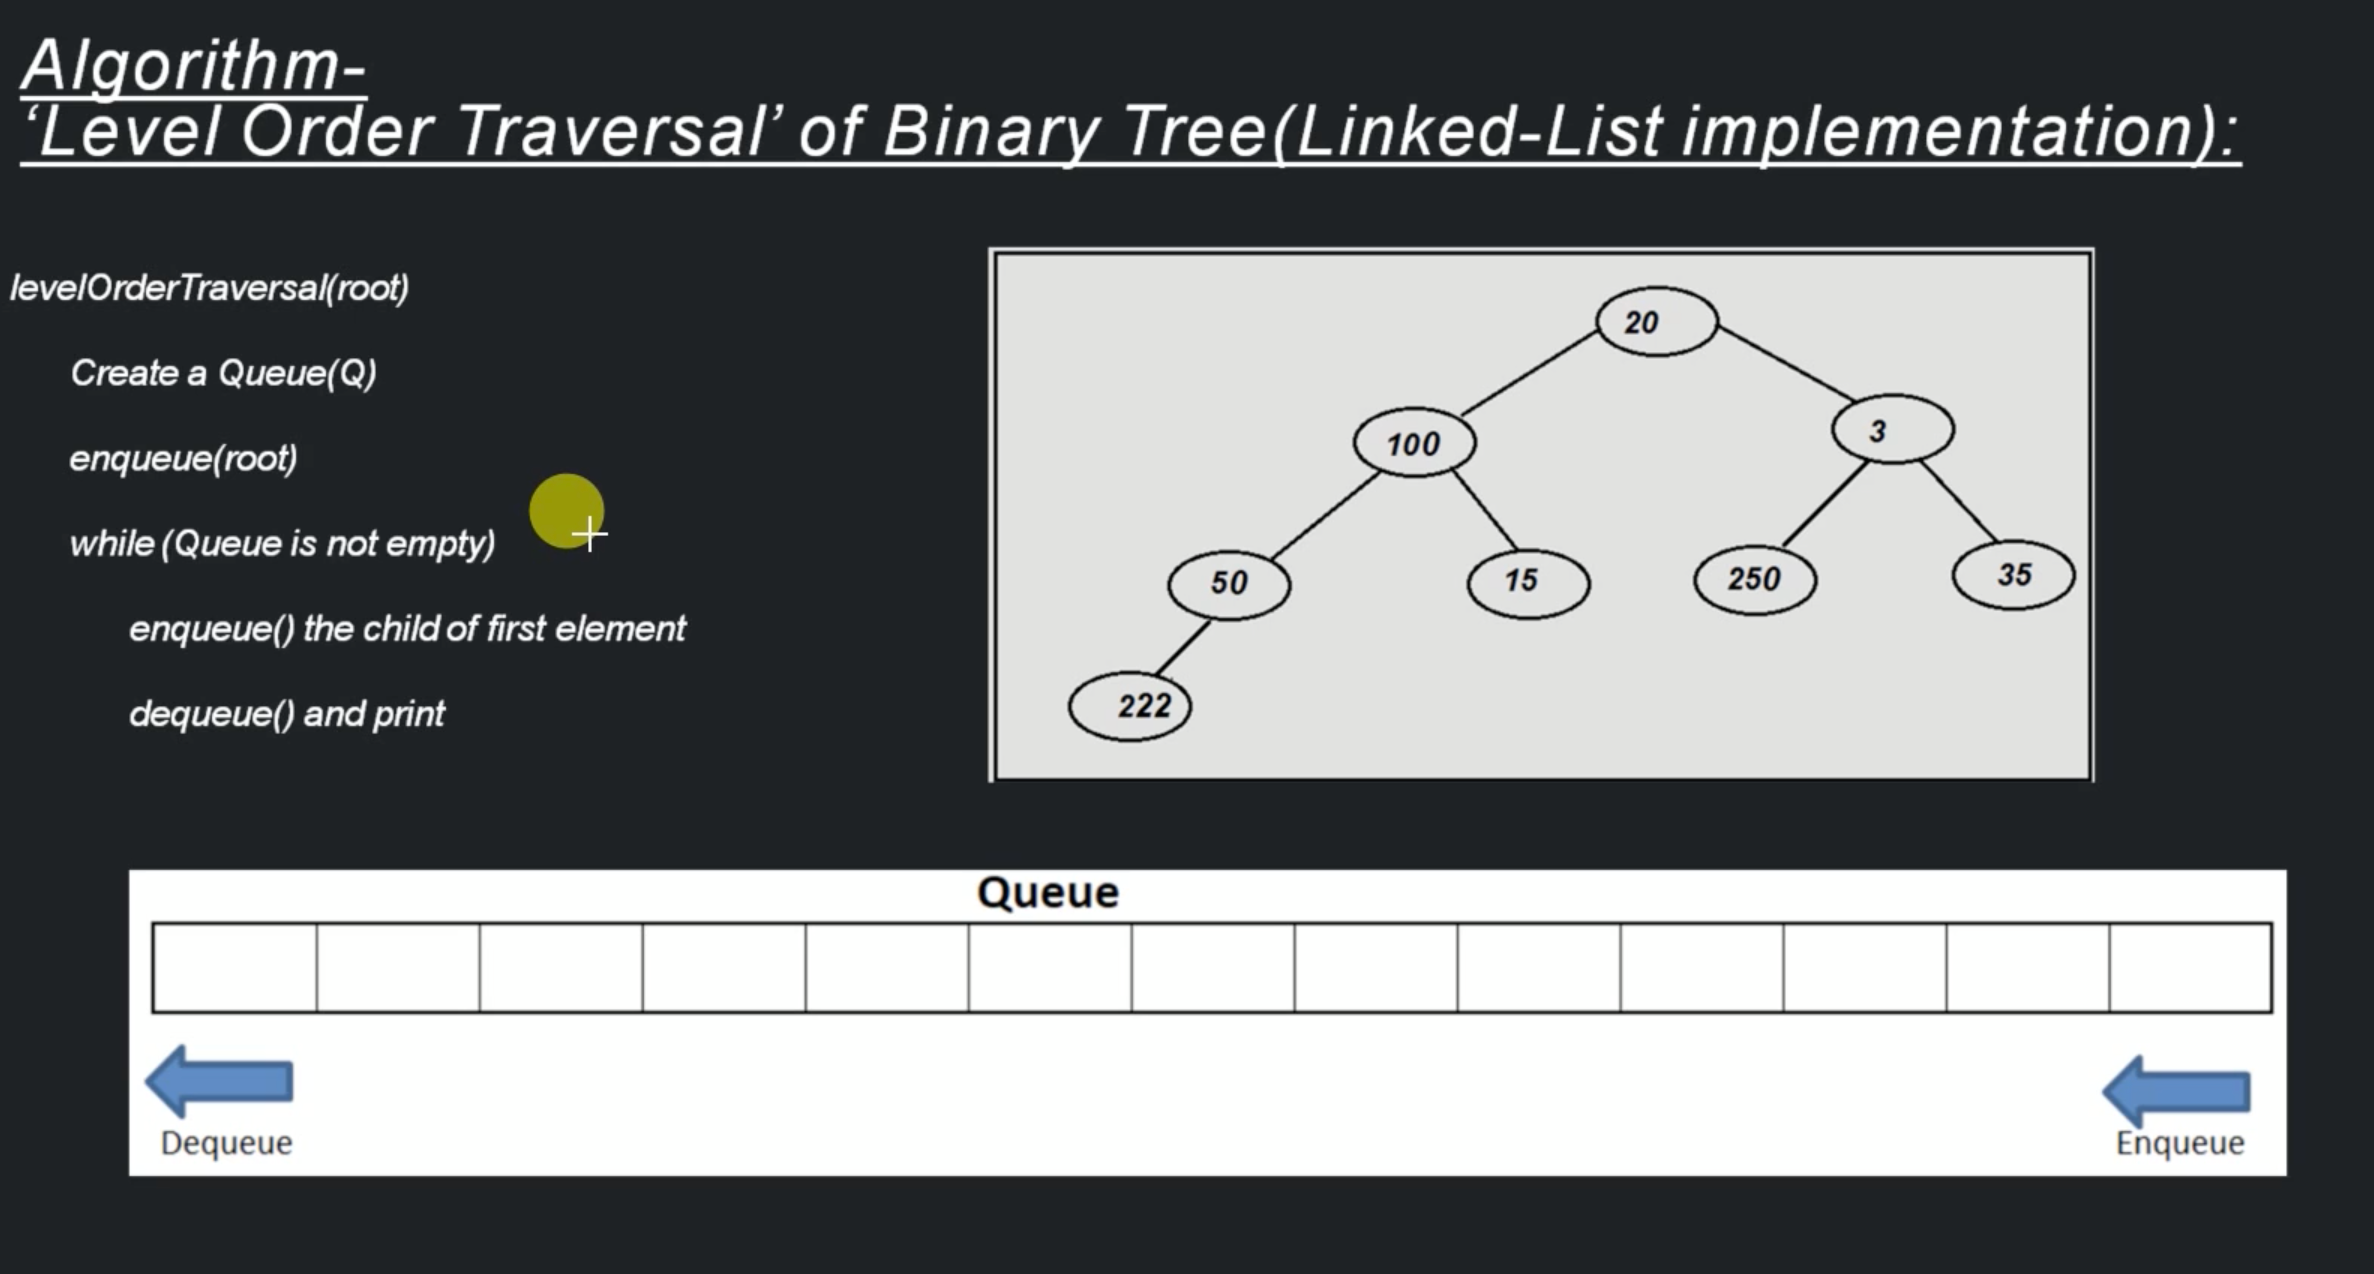 Algorithm-
‘Level Order Traversal’ of Binary Tree(Linked-List implementation):
levelOrderTraversal(root)
Create a Queue(Q)
enqueue(root)
while (Queue is not empty)
enqueue() the child of first element
dequeue() and print
20
100
3
50
15
250
35
222
Queue
Dequeue
Enqueue